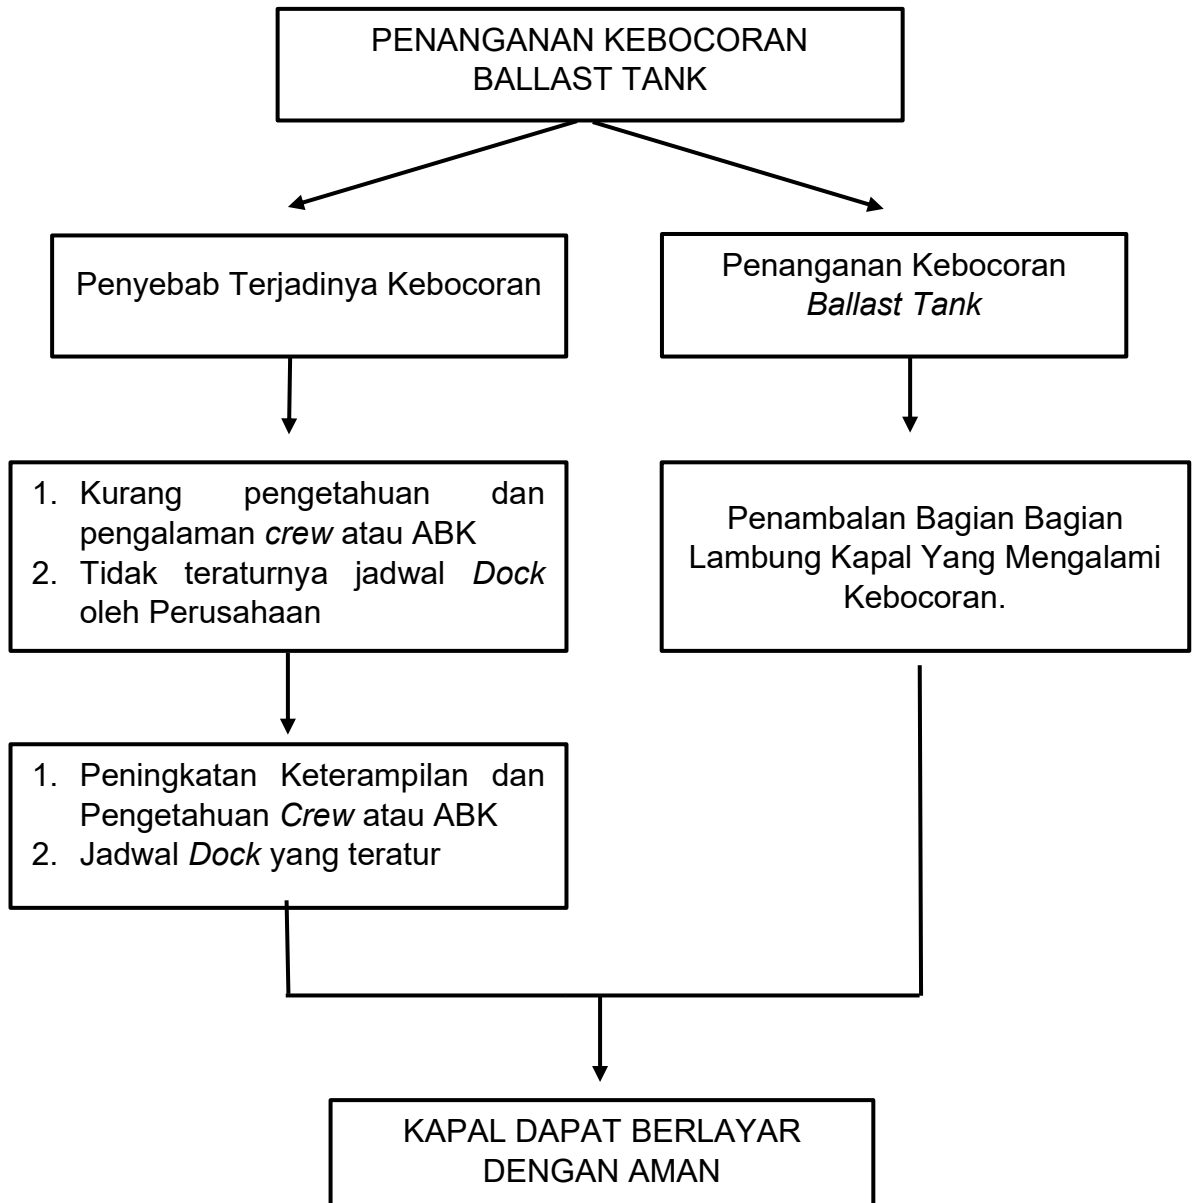 PENANGANAN KEBOCORAN
BALLAST TANK
Penyebab Terjadinya Kebocoran
Penanganan Kebocoran
Ballast Tank
1. Kurang pengetahuan dan
pengalaman crew atau ABK
2. Tidak teraturnya jadwal Dock
oleh Perusahaan
Penambalan Bagian Bagian
Lambung Kapal Yang Mengalami
Kebocoran.
1. Peningkatan Keterampilan dan
Pengetahuan Crew atau ABK
2. Jadwal Dock yang teratur
KAPAL DAPAT BERLAYAR
DENGAN AMAN